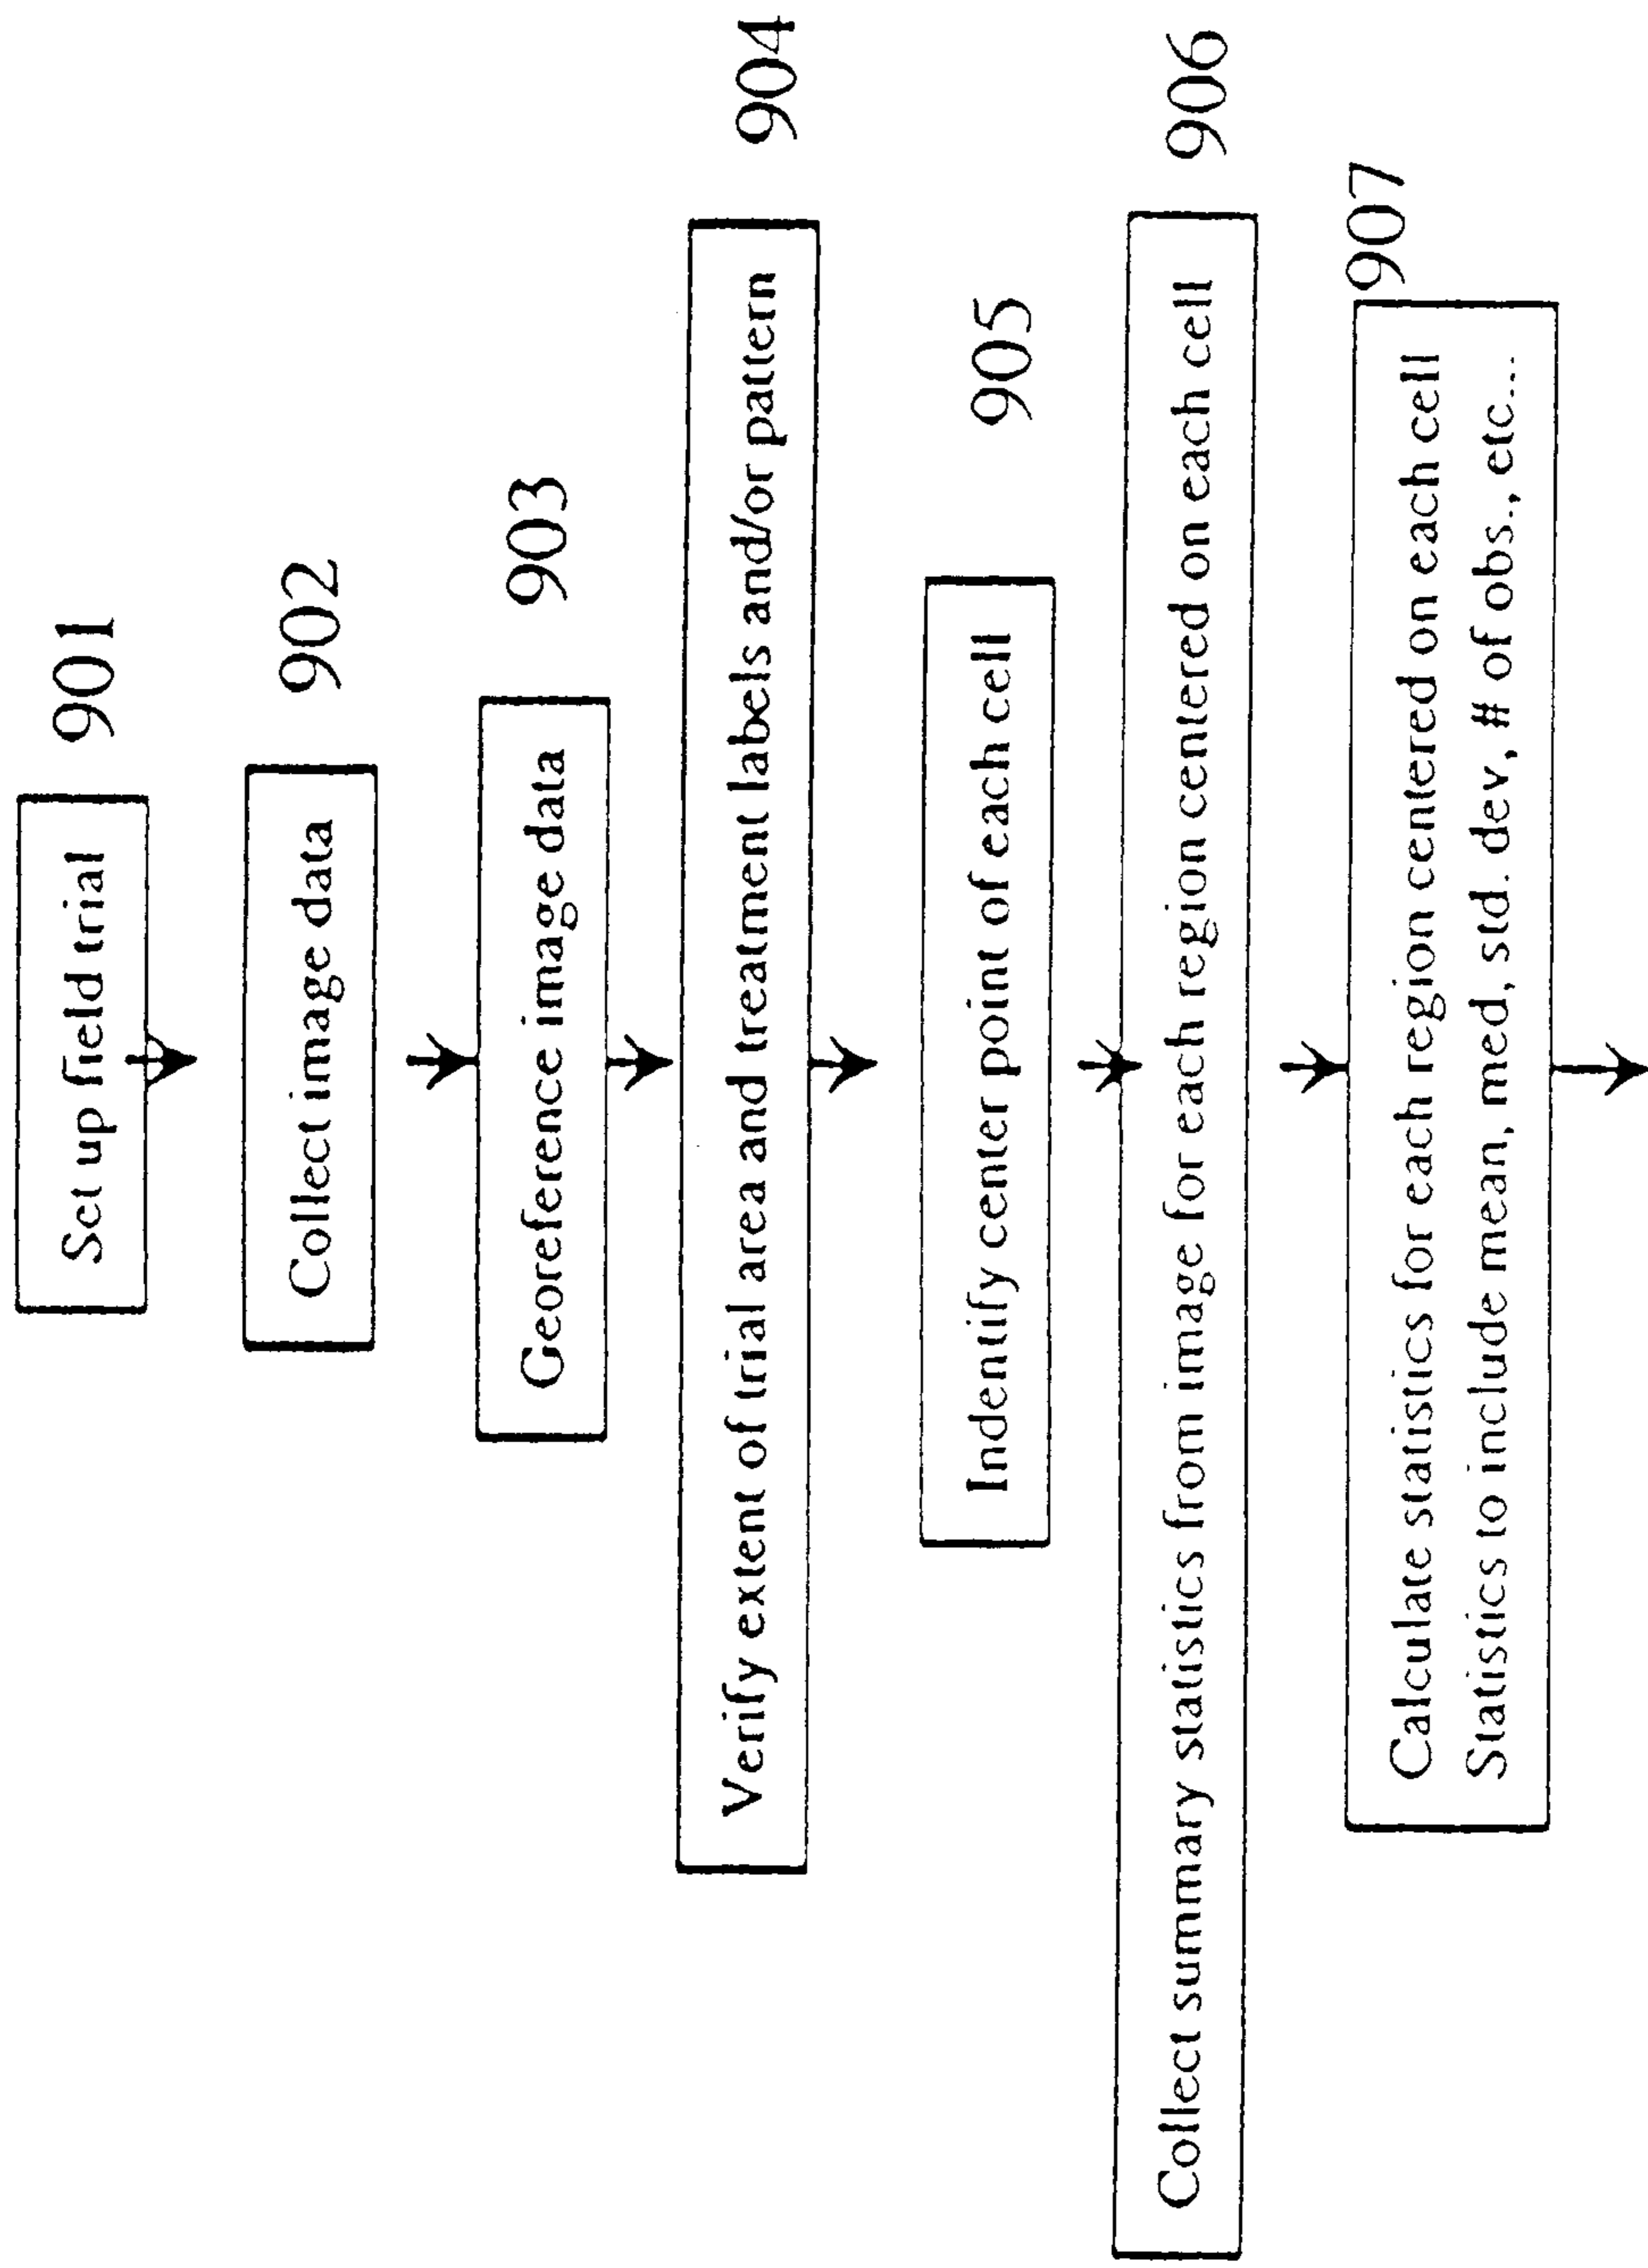 Set up field trial 901
Collect image data 902
Georeference image data 903
Verify extent of trial area and treatment labels and/or pattern 904
Indentify center point of each cell 905
Collect summary statistics from image for each region centered on each cell 906
Calculate statistics for each region centered on each cell 907
Statistics to include mean, med, std. dev, # of obs., etc...